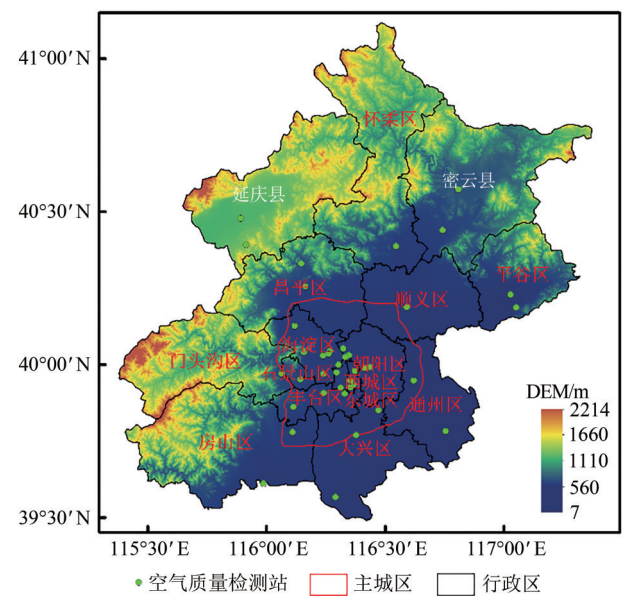 41°00′N
怀柔区
延庆县
密云县
40°30′N
平谷区
昌平区
顺义区
海淀区
40°00′N
门头沟区
朝阳区
石景山区
西城区
丰台区
东城区
通州区
房山区
大兴区
39°30′N
DEM/m
2214
1660
1110
560
7
115°30′E
116°00′E
116°30′E
117°00′E
空气质量检测站
主城区
行政区